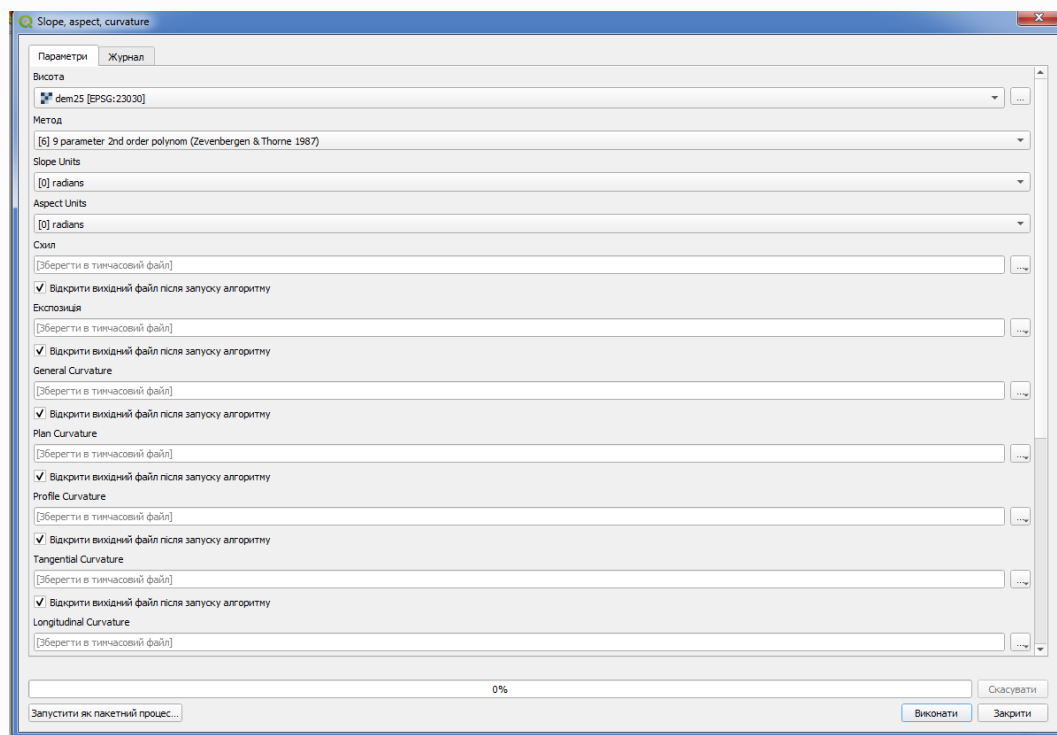 Slope, aspect, curvature
Параметри Журнал
Висота
dem25 [EPSG:23030]
...
Метод
[6] 9 parameter 2nd order polynom (Zevenbergen & Thorne 1987)
Slope Units
[0] radians
Aspect Units
[0] radians
Схил
[Зберегти в тимчасовий файл]
...
Відкрити вихідний файл після запуску алгоритму
Експозиція
[Зберегти в тимчасовий файл]
...
Відкрити вихідний файл після запуску алгоритму
General Curvature
[Зберегти в тимчасовий файл]
...
Відкрити вихідний файл після запуску алгоритму
Plan Curvature
[Зберегти в тимчасовий файл]
...
Відкрити вихідний файл після запуску алгоритму
Profile Curvature
[Зберегти в тимчасовий файл]
...
Відкрити вихідний файл після запуску алгоритму
Tangential Curvature
[Зберегти в тимчасовий файл]
...
Відкрити вихідний файл після запуску алгоритму
Longitudinal Curvature
[Зберегти в тимчасовий файл]
...
0% Скасувати
Запустити як пакетний процес... Виконати Закрити